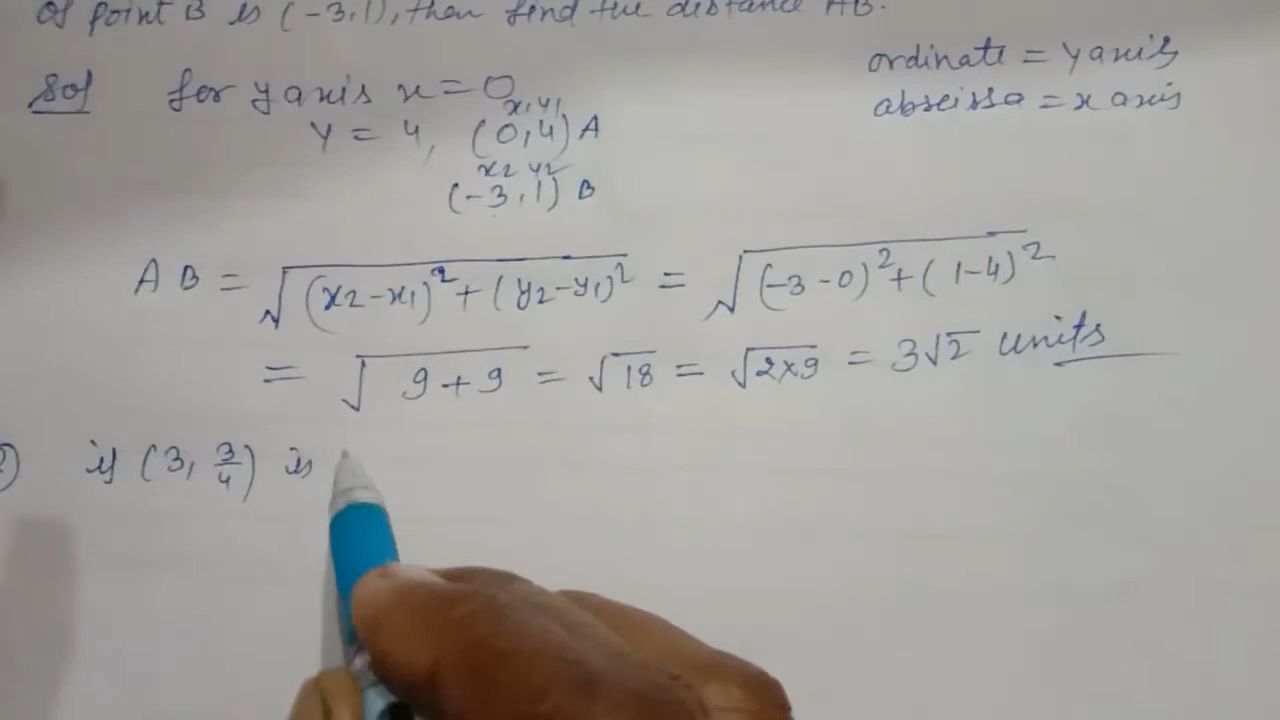 of point B is (-3,1), then find the distance AB.
Sol for y axis x = 0
ordinate = y axis
abscissa = x axis
x1 y1
y = 4, (0,4) A
x2 y2
(-3,1) B
AB = √(x2-x1)²+(y2-y1)² = √(-3-0)²+(1-4)²
= √9+9 = √18 = √2×9 = 3√2 units
if (3, 3/4) is